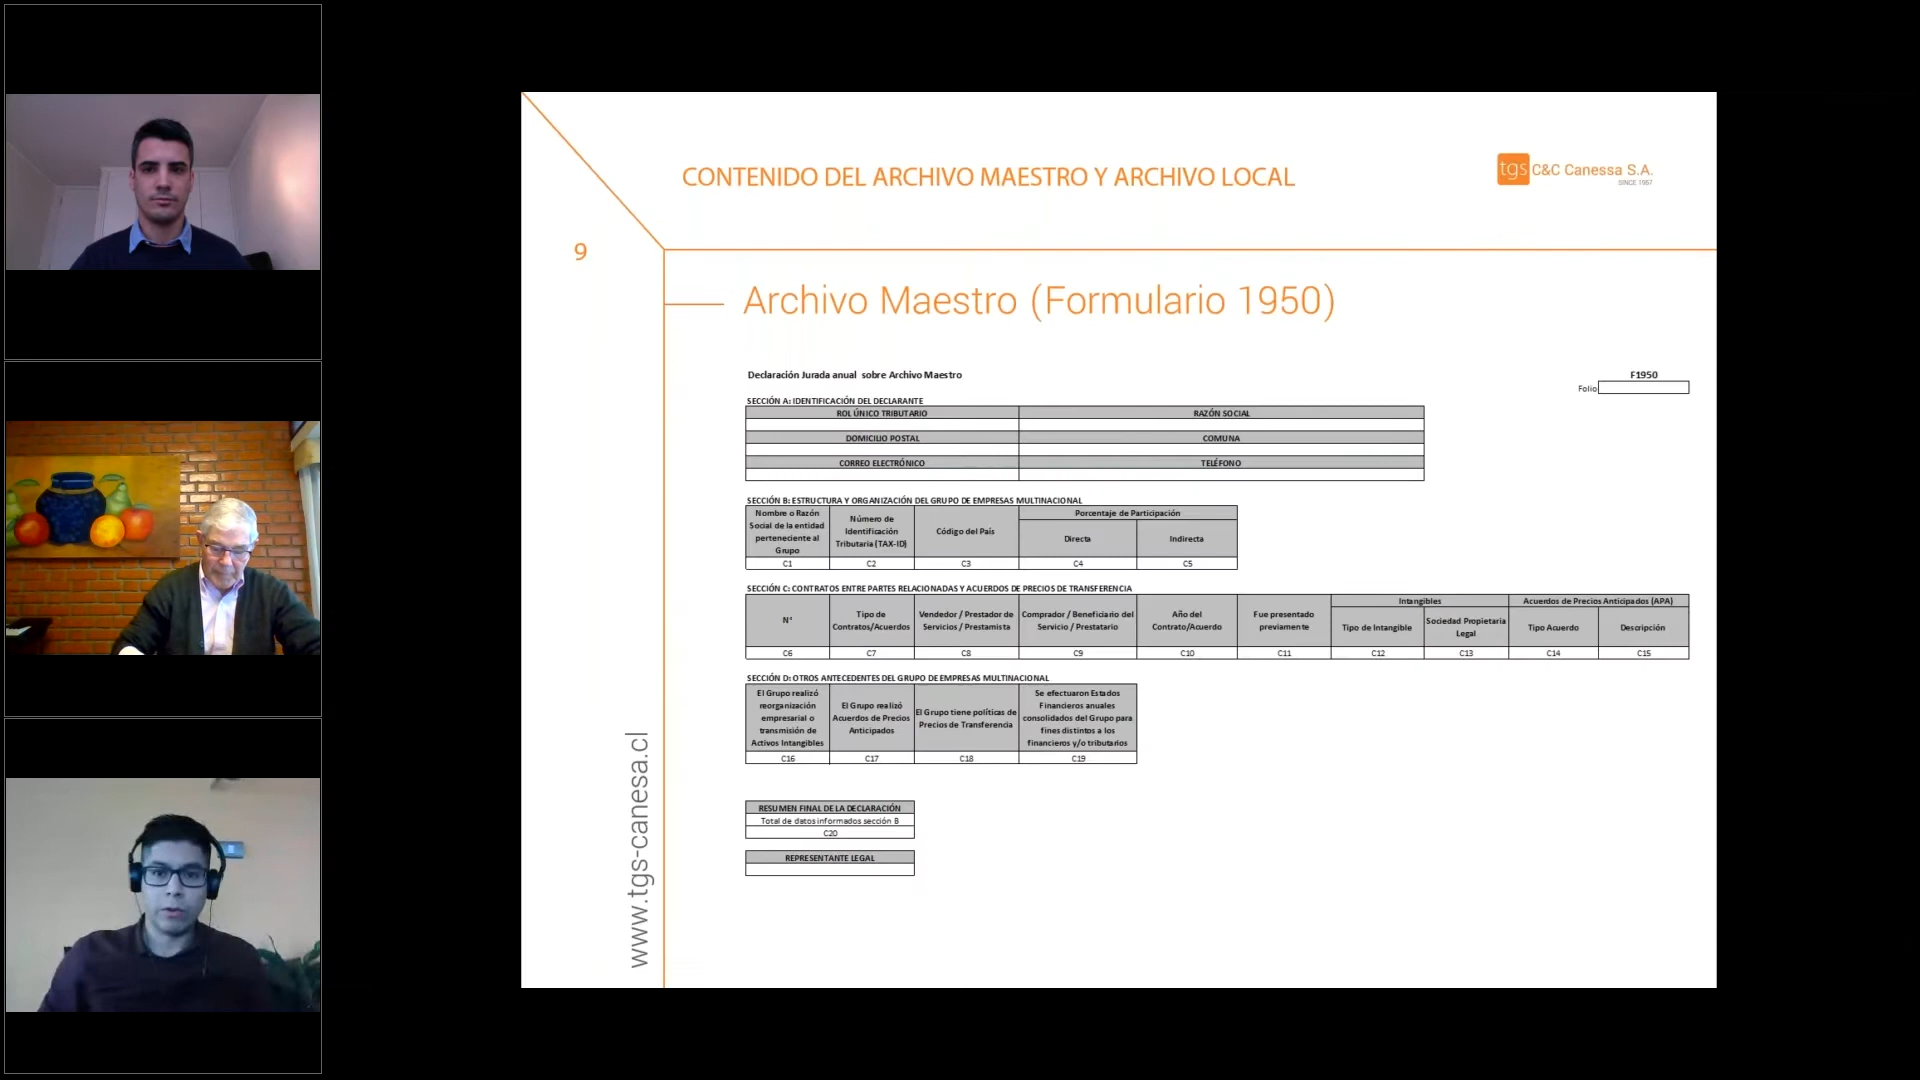 CONTENIDO DEL ARCHIVO MAESTRO Y ARCHIVO LOCAL
tgs C&C Canessa S.A.
SINCE 1967
9
Archivo Maestro (Formulario 1950)
Declaración Jurada anual sobre Archivo Maestro
F1950
Folio
SECCIÓN A: IDENTIFICACIÓN DEL DECLARANTE
ROL ÚNICO TRIBUTARIO
RAZÓN SOCIAL
DOMICILIO POSTAL
COMUNA
CORREO ELECTRÓNICO
TELÉFONO
SECCIÓN B: ESTRUCTURA Y ORGANIZACIÓN DEL GRUPO DE EMPRESAS MULTINACIONAL
Nombre o Razón
Social de la entidad
perteneciente al
Grupo
Número de
Identificación
Tributaria (TAX-ID)
Código del País
Porcentaje de Participación
Directa
Indirecta
C1
C2
C3
C4
C5
SECCIÓN C: CONTRATOS ENTRE PARTES RELACIONADAS Y ACUERDOS DE PRECIOS DE TRANSFERENCIA
N°
Tipo de
Contratos/Acuerdos
Vendedor / Prestador de
Servicios / Prestamista
Comprador / Beneficiario del
Servicio / Prestatario
Año del
Contrato/Acuerdo
Fue presentado
previamente
Intangibles
Tipo de Intangible
Sociedad Propietaria
Legal
Acuerdos de Precios Anticipados (APA)
Tipo Acuerdo
Descripción
C6
C7
C8
C9
C10
C11
C12
C13
C14
C15
SECCIÓN D: OTROS ANTECEDENTES DEL GRUPO DE EMPRESAS MULTINACIONAL
El Grupo realizó
reorganización
empresarial o
transmisión de
Activos Intangibles
El Grupo realizó
Acuerdos de Precios
Anticipados
El Grupo tiene políticas de
Precios de Transferencia
Se efectuaron Estados
Financieros anuales
consolidados del Grupo para
fines distintos a los
financieros y/o tributarios
C16
C17
C18
C19
RESUMEN FINAL DE LA DECLARACIÓN
Total de datos informados sección B
C20
REPRESENTANTE LEGAL
www.tgs-canesa.cl